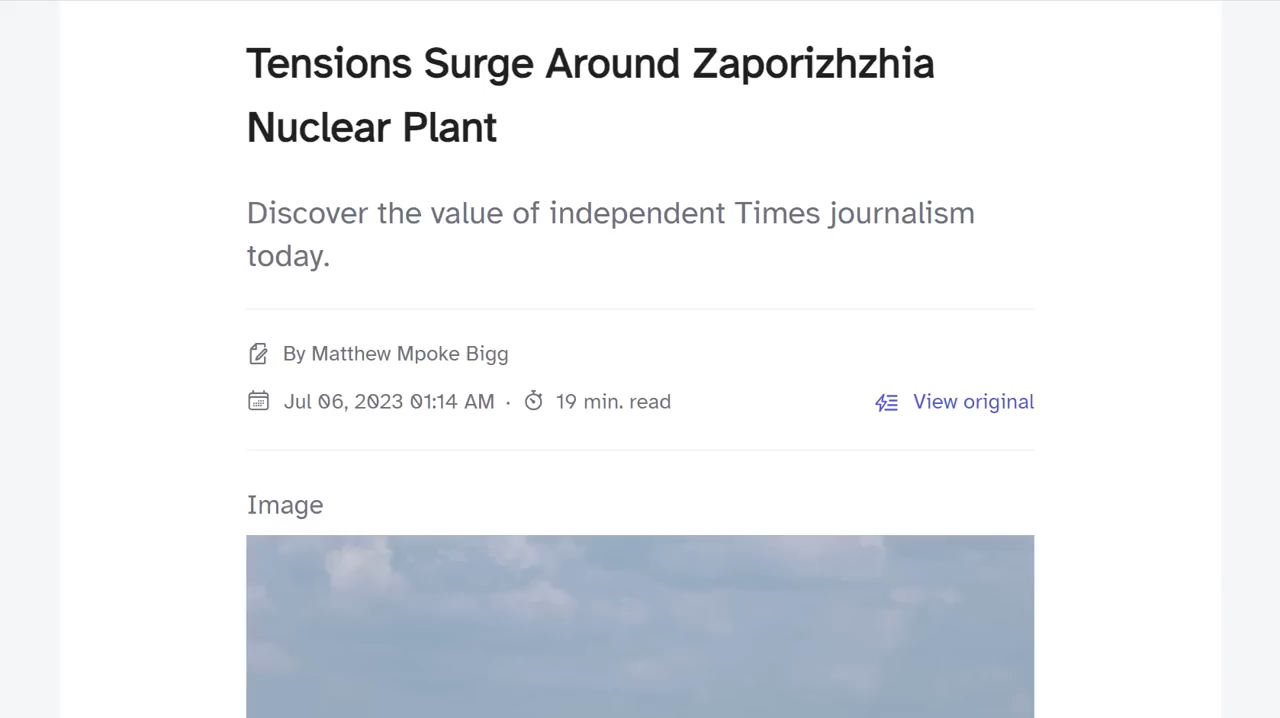 Tensions Surge Around Zaporizhzhia
Nuclear Plant
Discover the value of independent Times journalism
today.
By Matthew Mpoke Bigg
Jul 06, 2023 01:14 AM · 19 min. read
View original
Image